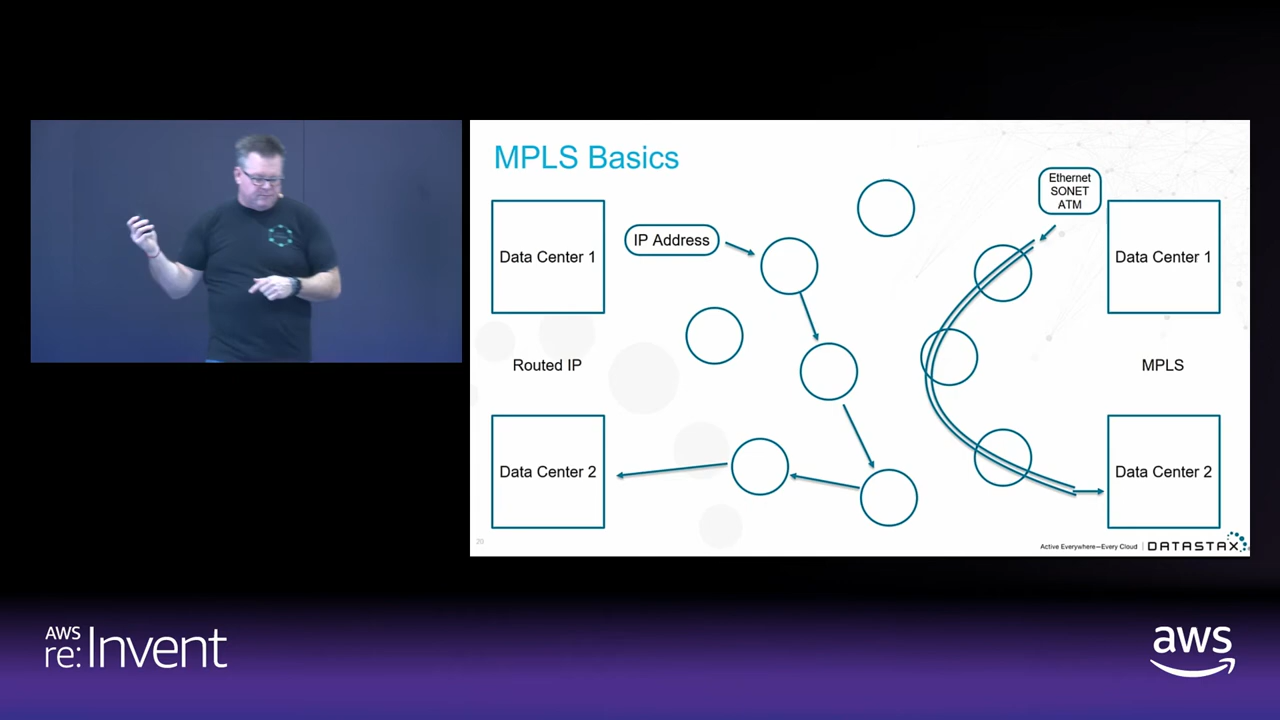 MPLS Basics
Ethernet
SONET
ATM
Data Center 1
IP Address
Data Center 1
Routed IP
MPLS
Data Center 2
Data Center 2
20
Active Everywhere—Every Cloud | DATASTAX
AWS
re:Invent
aws